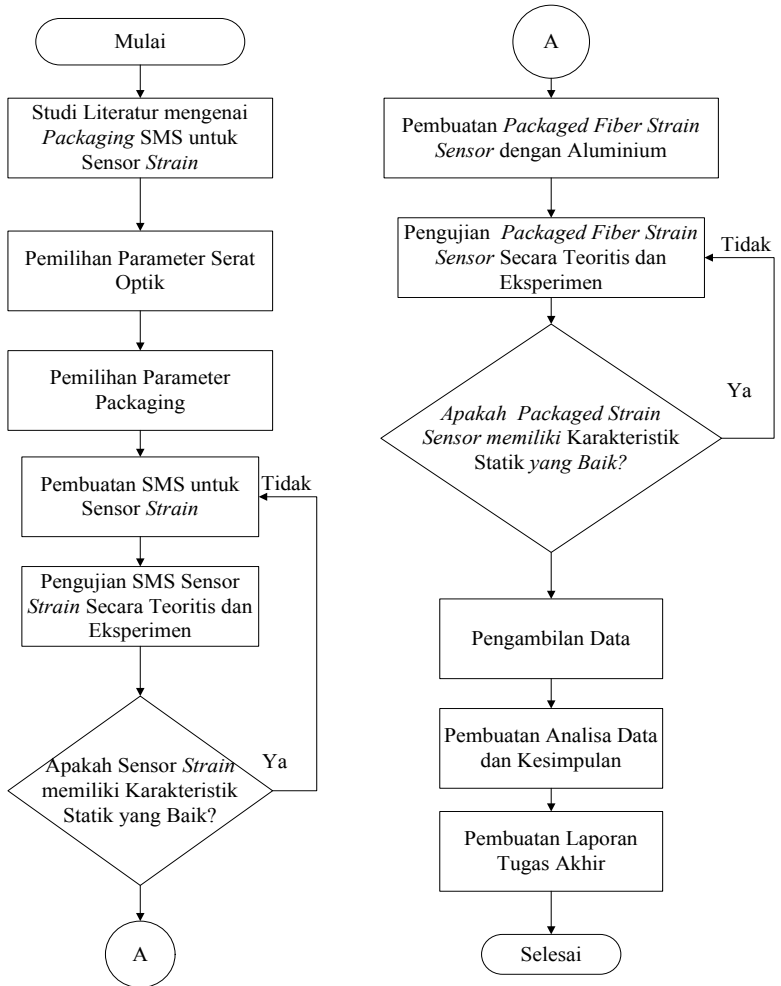 Mulai
Studi Literatur mengenai
Packaging SMS untuk
Sensor Strain
Pemilihan Parameter Serat
Optik
Pemilihan Parameter
Packaging
Pembuatan SMS untuk
Sensor Strain
Tidak
Pengujian SMS Sensor
Strain Secara Teoritis dan
Eksperimen
Apakah Sensor Strain
memiliki Karakteristik
Statik yang Baik?
Ya
A
A
Pembuatan Packaged Fiber Strain
Sensor dengan Aluminium
Pengujian Packaged Fiber Strain
Sensor Secara Teoritis dan
Eksperimen
Tidak
Apakah Packaged Strain
Sensor memiliki Karakteristik
Statik yang Baik?
Ya
Pengambilan Data
Pembuatan Analisa Data
dan Kesimpulan
Pembuatan Laporan
Tugas Akhir
Selesai